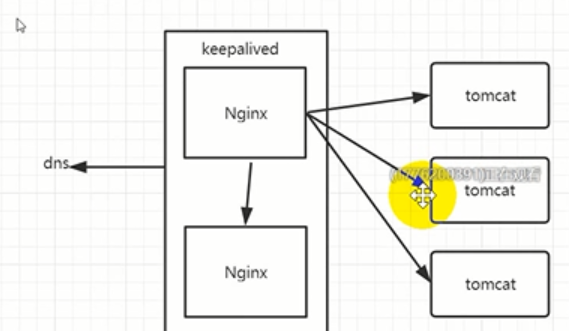 keepalived
Nginx
tomcat
dns
tomcat
Nginx
tomcat